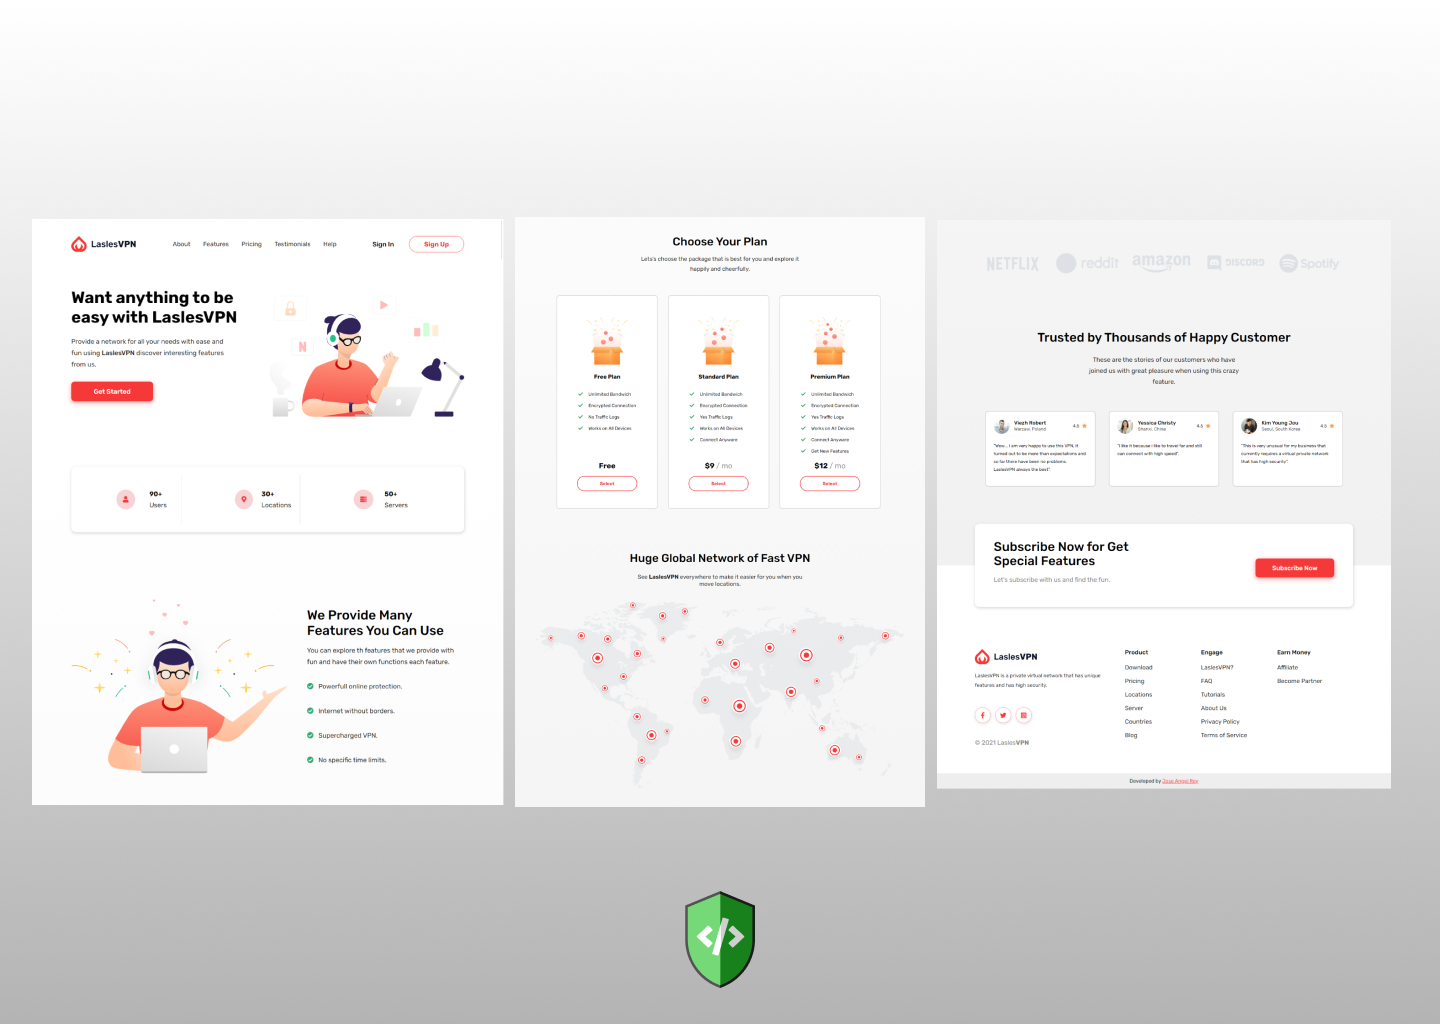 LaslesVPN
About
Features
Pricing
Testimonials
Help
Sign In
Sign Up
Want anything to be
easy with LaslesVPN
Provide a network for all your needs with ease and
fun using LaslesVPN discover interesting features
from us.
Get Started
N
90+
Users
30+
Locations
50+
Servers
We Provide Many
Features You Can Use
You can explore th features that we provide with
fun and have their own functions each feature.
Powerfull online protection.
Internet without borders.
Supercharged VPN.
No specific time limits.
Choose Your Plan
Lets's choose the package that is best for you and explore it
happily and cheerfully.
Free Plan
Unlimited Bandwich
Encrypted Connection
No Traffic Logs
Works on All Devices
Free
Select
Standard Plan
Unlimited Bandwich
Encrypted Connection
Yes Traffic Logs
Works on All Devices
Connect Anyware
$9 / mo
Select
Premium Plan
Unlimited Bandwich
Encrypted Connection
Yes Traffic Logs
Works on All Devices
Connect Anyware
Get New Features
$12 / mo
Select
Huge Global Network of Fast VPN
See LaslesVPN everywhere to make it easier for you when you
move locations.
NETFLIX
reddit
amazon
DISCORD
Spotify
Trusted by Thousands of Happy Customer
These are the stories of our customers who have
joined us with great pleasure when using this crazy
feature.
Viezh Robert
Warsaw, Poland
4.5
"Wow... I am very happy to use this VPN, it
turned out to be more than expectations and
so far there have been no problems.
LaslesVPN always the best".
Yessica Christy
Shanxi, China
4.5
"I like it because I like to travel far and still
can connect with high speed".
Kim Young Jou
Seoul, South Korea
4.5
"This is very unusual for my business that
currently requires a virtual private network
that has high security".
Subscribe Now for Get
Special Features
Let's subscribe with us and find the fun.
Subscribe Now
LaslesVPN
LaslesVPN is a private virtual network that has unique
features and has high security.
© 2021 LaslesVPN
Product
Download
Pricing
Locations
Server
Countries
Blog
Engage
LaslesVPN?
FAQ
Tutorials
About Us
Privacy Policy
Terms of Service
Earn Money
Affiliate
Become Partner
Developed by Jose Angel Rey